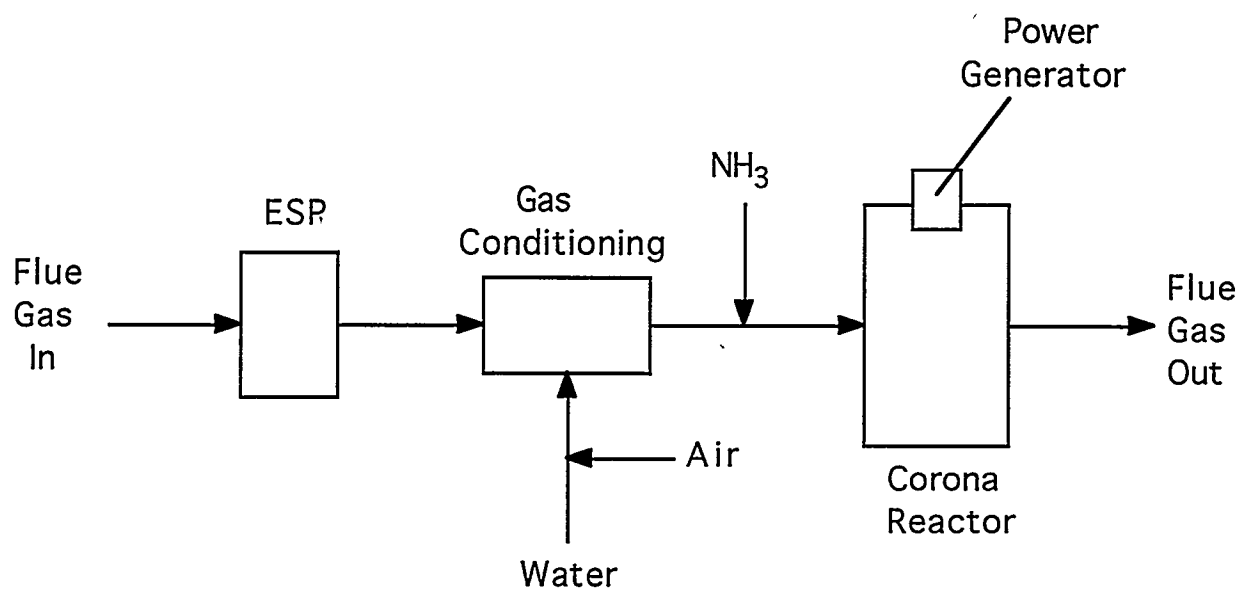 Power
Generator
NH3
ESP
Gas
Conditioning
Flue
Gas
In
Flue
Gas
Out
Air
Corona
Reactor
Water